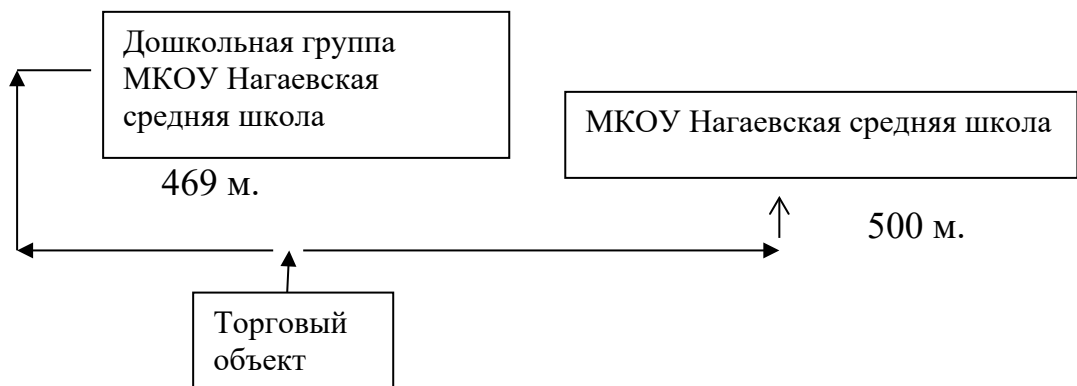 Дошкольная группа
МКОУ Нагаевская
средняя школа
МКОУ Нагаевская средняя школа
469 м.
500 м.
Торговый
объект